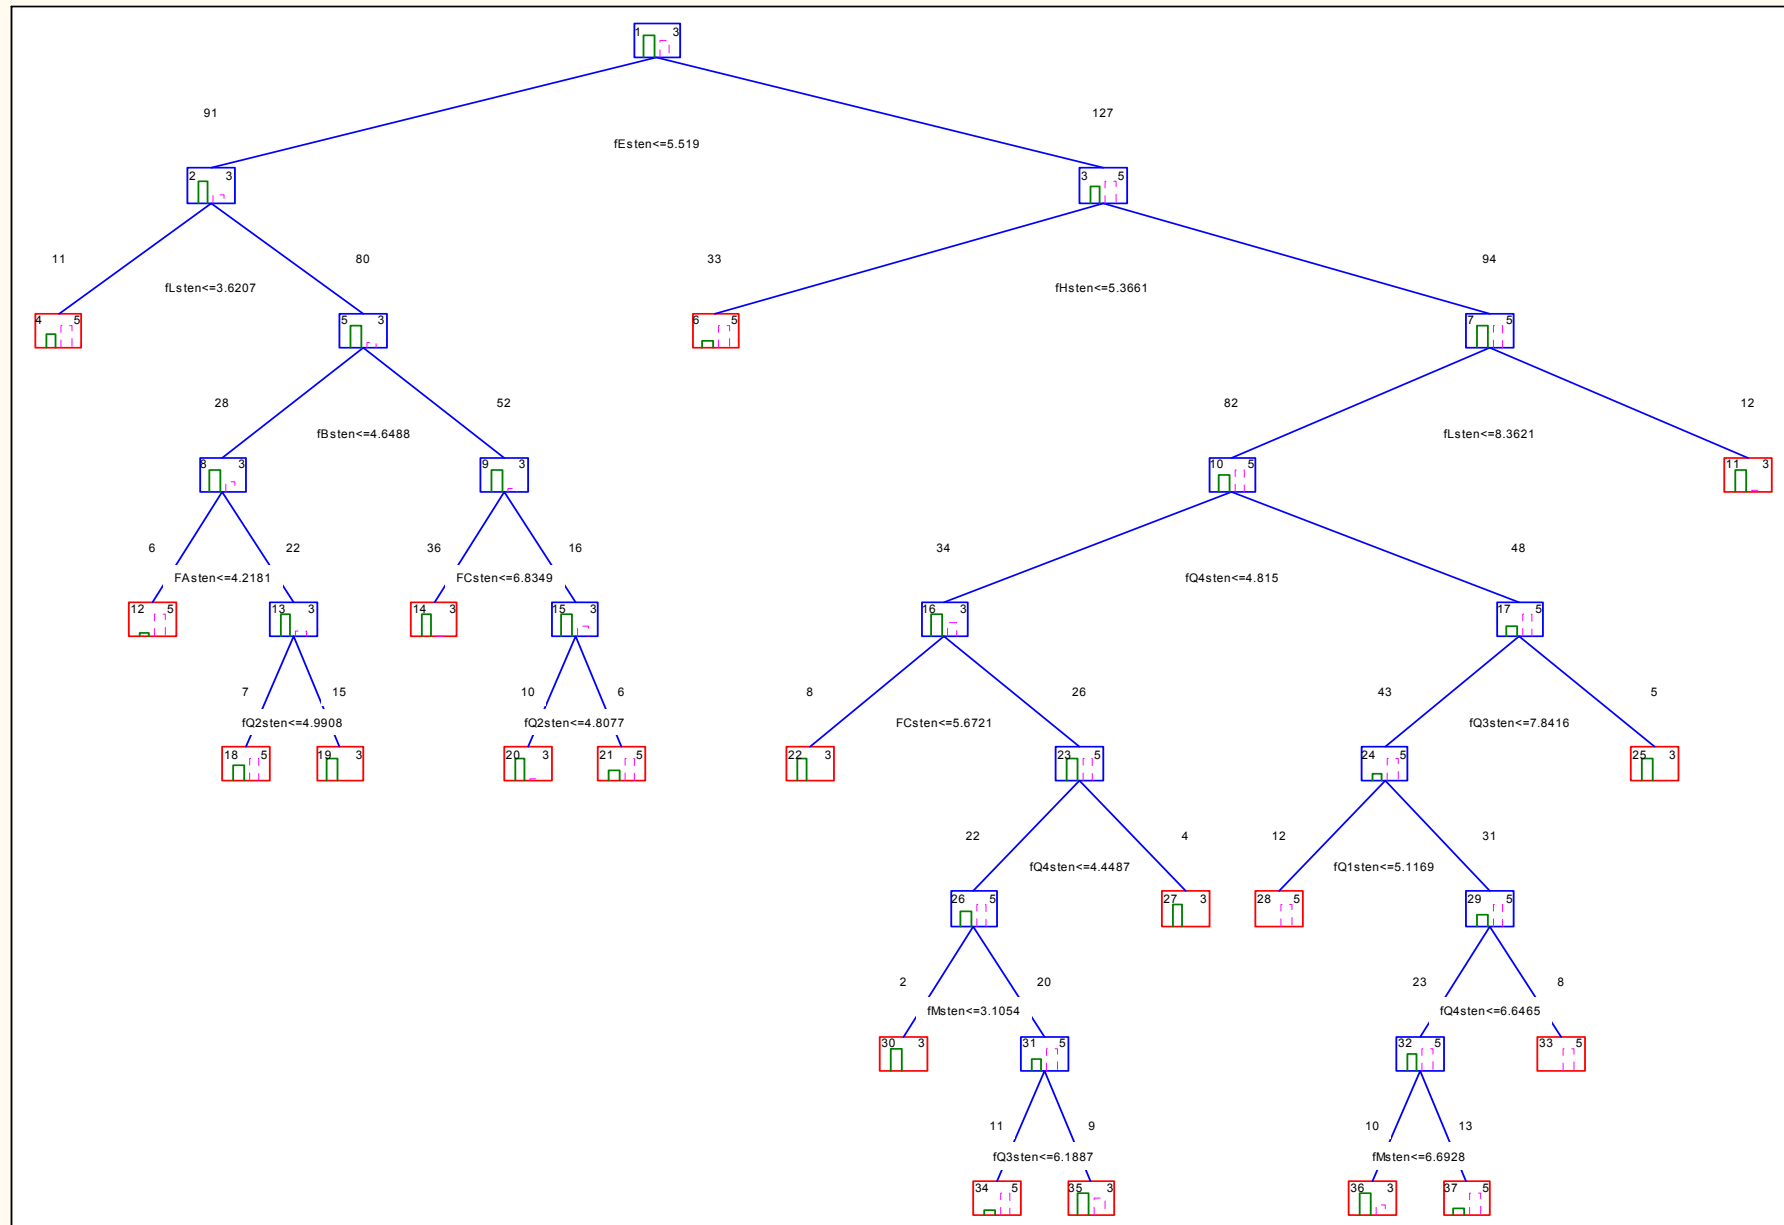 1 3
91 127
fEsten<=5.519
2 3 3 5
11 80 33 94
fLsten<=3.6207 fHsten<=5.3661
4 5 5 3 6 5 7 5
28 52 82 12
fBsten<=4.6488 fLsten<=8.3621
8 3 9 3 10 5 11 3
6 22 36 16 34 48
FAsten<=4.2181 FCsten<=6.8349 fQ4sten<=4.815
12 5 13 3 14 3 15 3 16 3 17 5
7 15 10 6 8 26 43 5
fQ2sten<=4.9908 fQ2sten<=4.8077 FCsten<=5.6721 fQ3sten<=7.8416
18 5 19 3 20 3 21 5 22 3 23 5 24 5 25 3
22 4 12 31
fQ4sten<=4.4487 fQ1sten<=5.1169
26 5 27 3 28 5 29 5
2 20 23 8
fMsten<=3.1054 fQ4sten<=6.6465
30 3 31 5 32 5 33 5
11 9 10 13
fQ3sten<=6.1887 fMsten<=6.6928
34 5 35 3 36 3 37 5